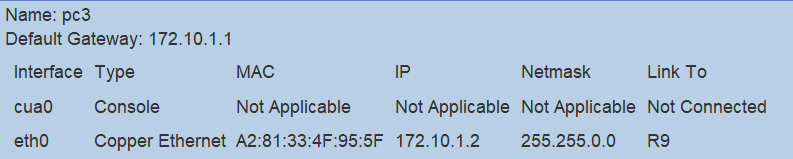 Name: pc3
Default Gateway: 172.10.1.1
Interface Type MAC IP Netmask Link To
cua0 Console Not Applicable Not Applicable Not Applicable Not Connected
eth0 Copper Ethernet A2:81:33:4F:95:5F 172.10.1.2 255.255.0.0 R9